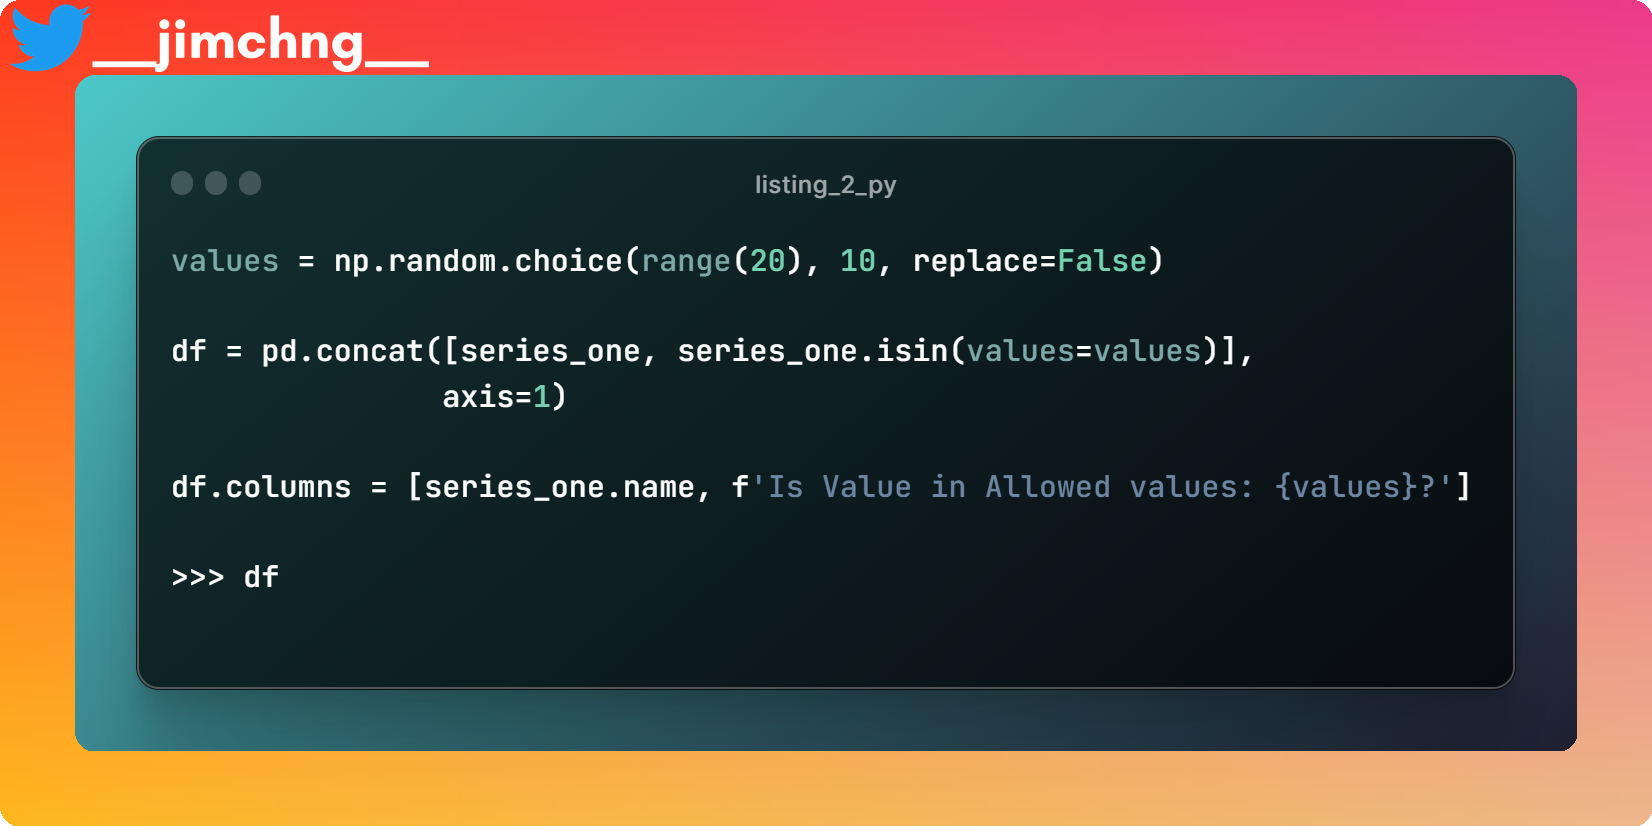 __jimchng__
listing_2_py
values = np.random.choice(range(20), 10, replace=False)
df = pd.concat([series_one, series_one.isin(values=values)],
axis=1)
df.columns = [series_one.name, f'Is Value in Allowed values: {values}?']
>>> df